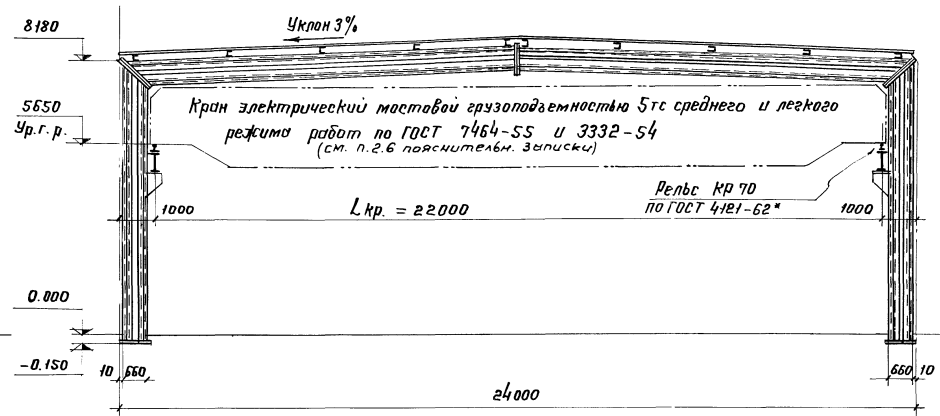 8180
Уклон 3%
5650
Ур.г.р.
Кран электрический мостовой грузоподъемностью 5тс среднего и легкого
режима работ по ГОСТ 7464-55 и 3332-54
(см. п.2.6 пояснительн. записки)
Рельс КР 70
по ГОСТ 4121-62*
1000
Lкр. = 22000
1000
0.000
-0.150
10
660
660
10
24000